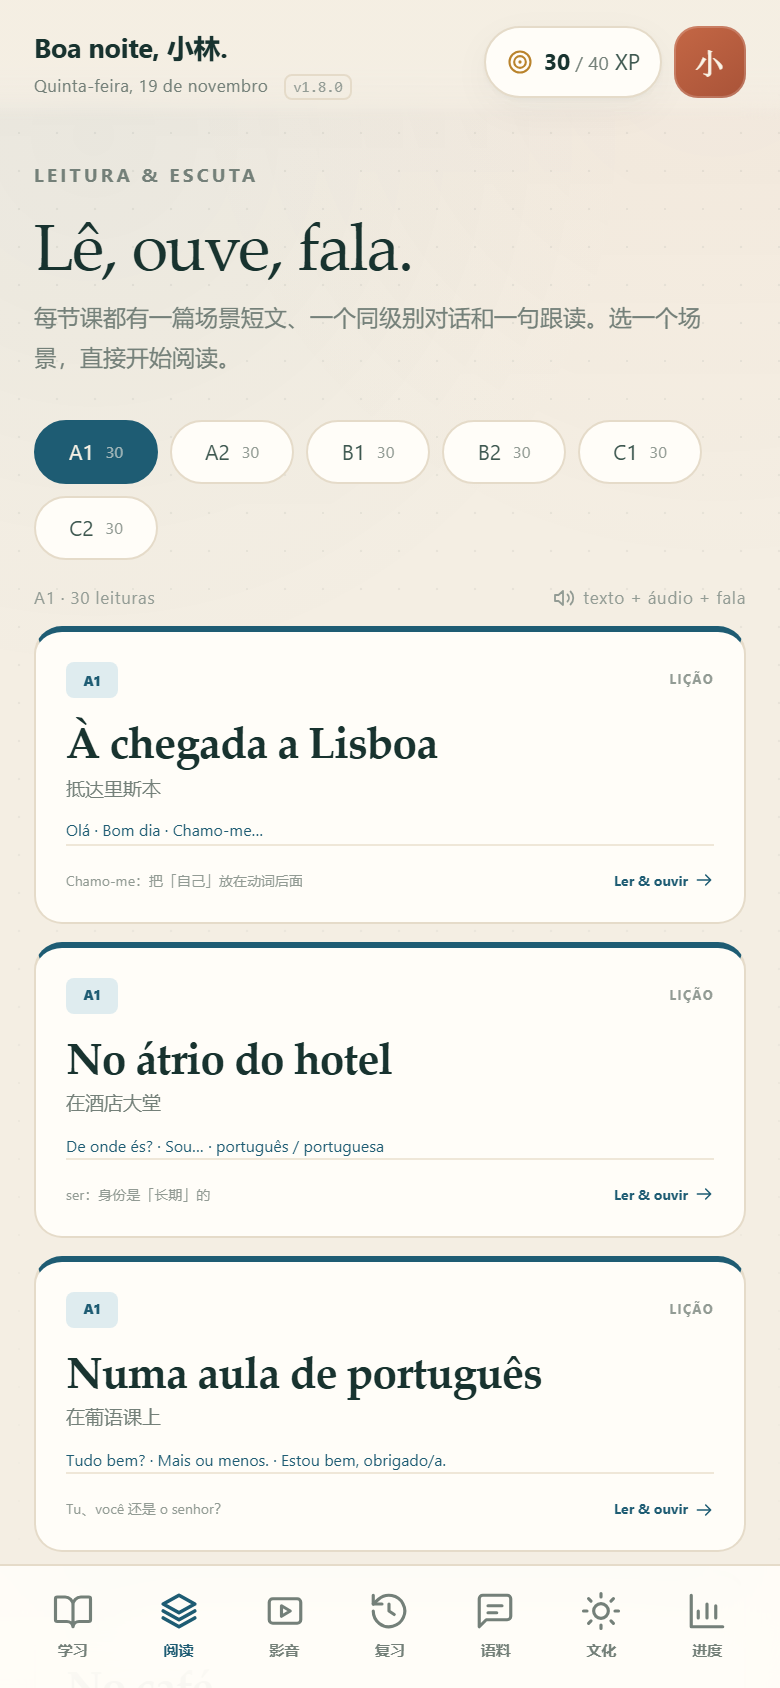 Boa noite, 小林.
Quinta-feira, 19 de novembro v1.8.0
30 / 40 XP
小
LEITURA & ESCUTA
Lê, ouve, fala.
每节课都有一篇场景短文、一个同级别对话和一句跟读。选一个场
景，直接开始阅读。
A1 30 A2 30 B1 30 B2 30 C1 30
C2 30
A1 · 30 leituras texto + áudio + fala
A1 LIÇÃO
À chegada a Lisboa
抵达里斯本
Olá · Bom dia · Chamo-me...
Chamo-me：把「自己」放在动词后面 Ler & ouvir →
A1 LIÇÃO
No átrio do hotel
在酒店大堂
De onde és? · Sou... · português / portuguesa
ser：身份是「长期」的 Ler & ouvir →
A1 LIÇÃO
Numa aula de português
在葡语课上
Tudo bem? · Mais ou menos. · Estou bem, obrigado/a.
Tu、você 还是 o senhor? Ler & ouvir →
学习 阅读 影音 复习 语料 文化 进度
No café